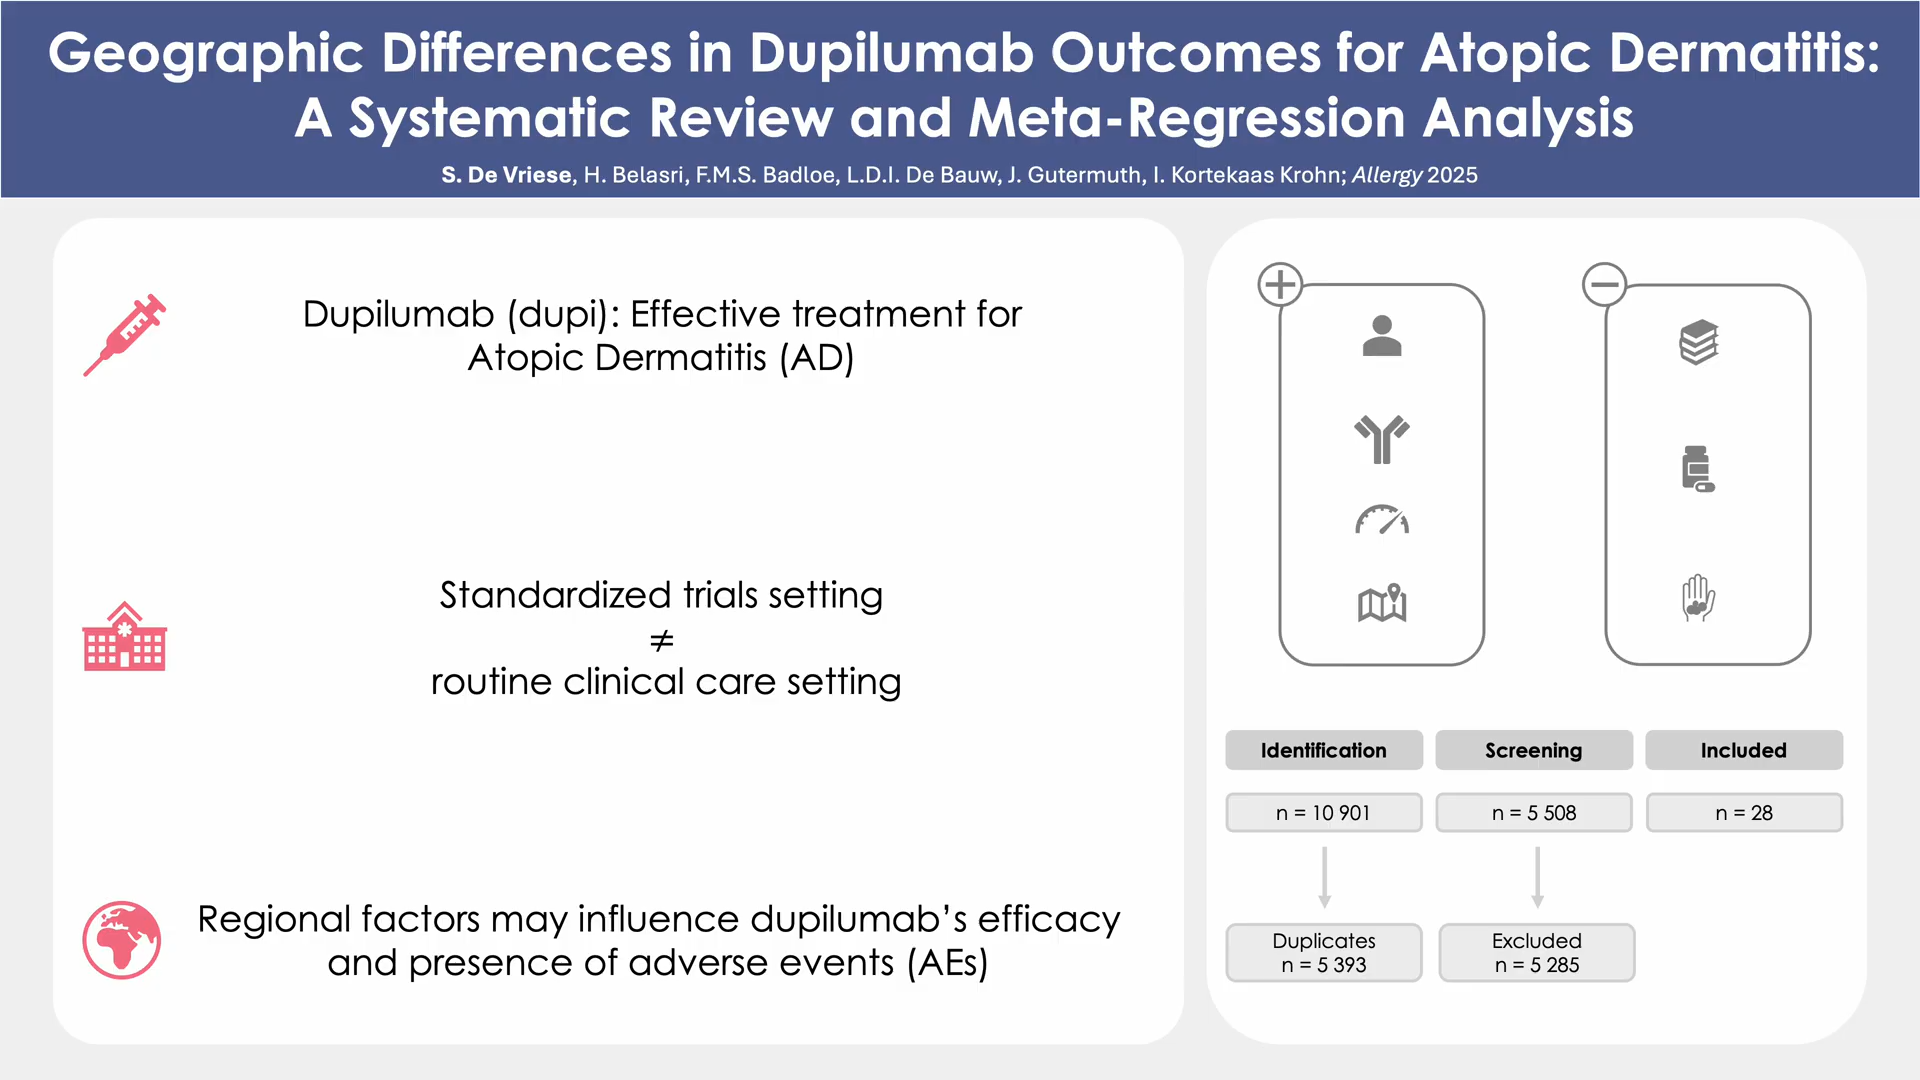 Geographic Differences in Dupilumab Outcomes for Atopic Dermatitis:
A Systematic Review and Meta-Regression Analysis
S. De Vriese, H. Belasri, F.M.S. Badloe, L.D.I. De Bauw, J. Gutermuth, I. Kortekaas Krohn; Allergy 2025
Dupilumab (dupi): Effective treatment for
Atopic Dermatitis (AD)
Standardized trials setting
≠
routine clinical care setting
Regional factors may influence dupilumab’s efficacy
and presence of adverse events (AEs)
Identification
Screening
Included
n = 10 901
n = 5 508
n = 28
Duplicates
n = 5 393
Excluded
n = 5 285